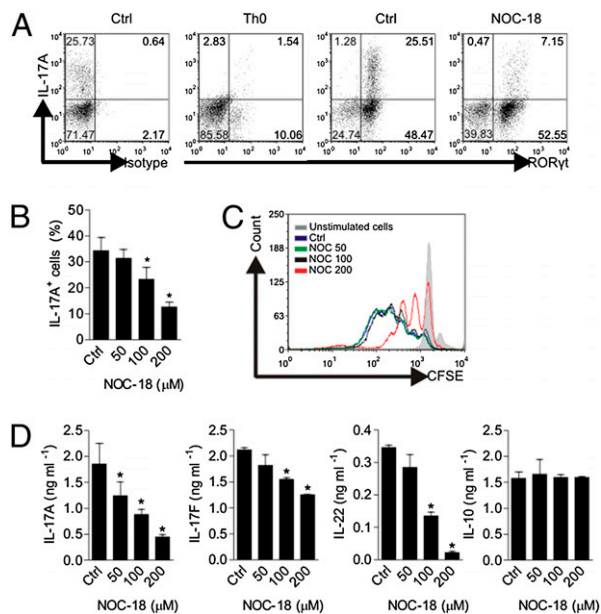 A
Ctrl
Th0
Ctrl
NOC-18
IL-17A
25.73 0.64
71.47 2.17
2.83 1.54
85.58 10.06
1.28 25.51
24.74 48.47
0,47 7.15
39.83 52.55
10⁰ 10¹ 10² 10³ 10⁴
Isotype
RORγt
B
IL-17A⁺ cells (%)
50
40
30
20
10
0
* *
Ctrl 50 100 200
NOC-18 (μM)
C
Count
250
188
125
63
0
Unstimulated cells
Ctrl
NOC 50
NOC 100
NOC 200
10⁰ 10¹ 10² 10³ 10⁴
CFSE
D
IL-17A (ng ml ⁻¹)
2.5
2.0
1.5
1.0
0.5
0.0
* * *
Ctrl 50 100 200
NOC-18 (μM)
IL-17F (ng ml ⁻¹)
2.5
2.0
1.5
1.0
0.5
0.0
* *
Ctrl 50 100 200
NOC-18 (μM)
IL-22 (ng ml ⁻¹)
0.4
0.3
0.2
0.1
0.0
* *
Ctrl 50 100 200
NOC-18 (μM)
IL-10 (ng ml ⁻¹)
2.5
2.0
1.5
1.0
0.5
0.0
Ctrl 50 100 200
NOC-18 (μM)